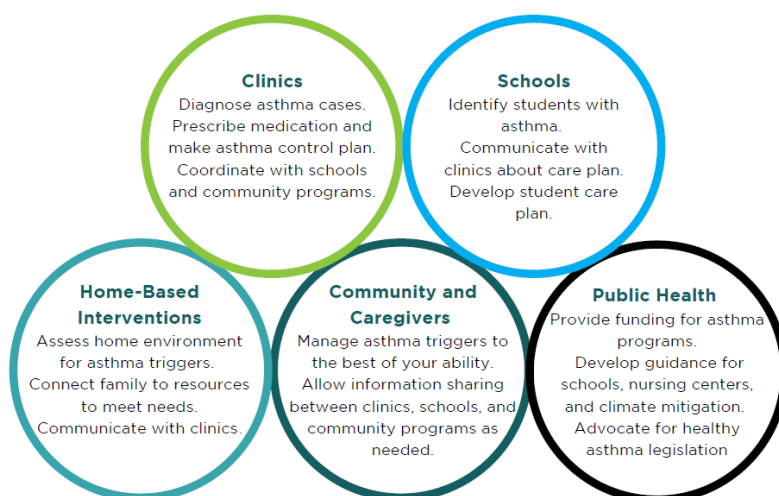 Clinics
Diagnose asthma cases.
Prescribe medication and
make asthma control plan.
Coordinate with schools
and community programs.
Schools
Identify students with
asthma.
Communicate with
clinics about care plan.
Develop student care
plan.
Home-Based
Interventions
Assess home environment
for asthma triggers.
Connect family to resources
to meet needs.
Communicate with clinics.
Community and
Caregivers
Manage asthma triggers to
the best of your ability.
Allow information sharing
between clinics, schools, and
community programs as
needed.
Public Health
Provide funding for asthma
programs.
Develop guidance for
schools, nursing centers,
and climate mitigation.
Advocate for healthy
asthma legislation